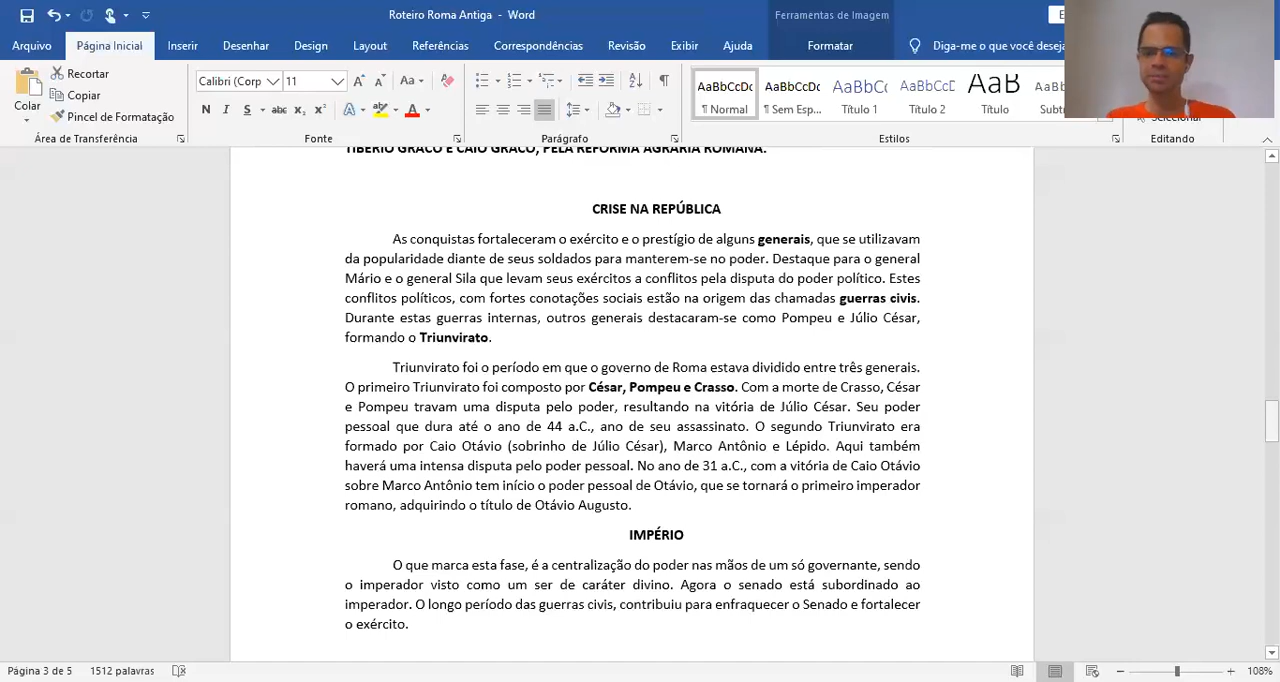 Roteiro Roma Antiga - Word
Ferramentas de Imagem
Arquivo
Página Inicial
Inserir
Desenhar
Design
Layout
Referências
Correspondências
Revisão
Exibir
Ajuda
Formatar
Diga-me o que você deseja
Colar
Recortar
Copiar
Pincel de Formatação
Área de Transferência
Calibri (Corp
11
Aa
N I S abc x₂ x² A A
Fonte
Parágrafo
AaBbCcDc
¶ Normal
AaBbCcDc
¶ Sem Esp...
AaBbCc
Título 1
AaBbCcD
Título 2
AaB
Título
AaBbCc
Subt
Estilos
Selecionar
Editando
TIBÉRIO GRACO E CAIO GRACO, PELA REFORMA AGRÁRIA ROMANA.
CRISE NA REPÚBLICA
As conquistas fortaleceram o exército e o prestígio de alguns generais, que se utilizavam
da popularidade diante de seus soldados para manterem-se no poder. Destaque para o general
Mário e o general Sila que levam seus exércitos a conflitos pela disputa do poder político. Estes
conflitos políticos, com fortes conotações sociais estão na origem das chamadas guerras civis.
Durante estas guerras internas, outros generais destacaram-se como Pompeu e Júlio César,
formando o Triunvirato.
Triunvirato foi o período em que o governo de Roma estava dividido entre três generais.
O primeiro Triunvirato foi composto por César, Pompeu e Crasso. Com a morte de Crasso, César
e Pompeu travam uma disputa pelo poder, resultando na vitória de Júlio César. Seu poder
pessoal que dura até o ano de 44 a.C., ano de seu assassinato. O segundo Triunvirato era
formado por Caio Otávio (sobrinho de Júlio César), Marco Antônio e Lépido. Aqui também
haverá uma intensa disputa pelo poder pessoal. No ano de 31 a.C., com a vitória de Caio Otávio
sobre Marco Antônio tem início o poder pessoal de Otávio, que se tornará o primeiro imperador
romano, adquirindo o título de Otávio Augusto.
IMPÉRIO
O que marca esta fase, é a centralização do poder nas mãos de um só governante, sendo
o imperador visto como um ser de caráter divino. Agora o senado está subordinado ao
imperador. O longo período das guerras civis, contribuiu para enfraquecer o Senado e fortalecer
o exército.
Página 3 de 5
1512 palavras
108%